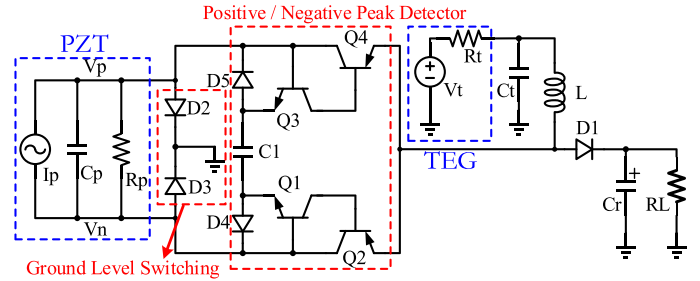 Positive / Negative Peak Detector
PZT
Vp
Ip
Cp
Rp
Vn
D2
D3
Ground Level Switching
D5
Q4
Q3
C1
Q1
D4
Q2
Rt
Vt
TEG
Ct
L
D1
+
Cr
RL